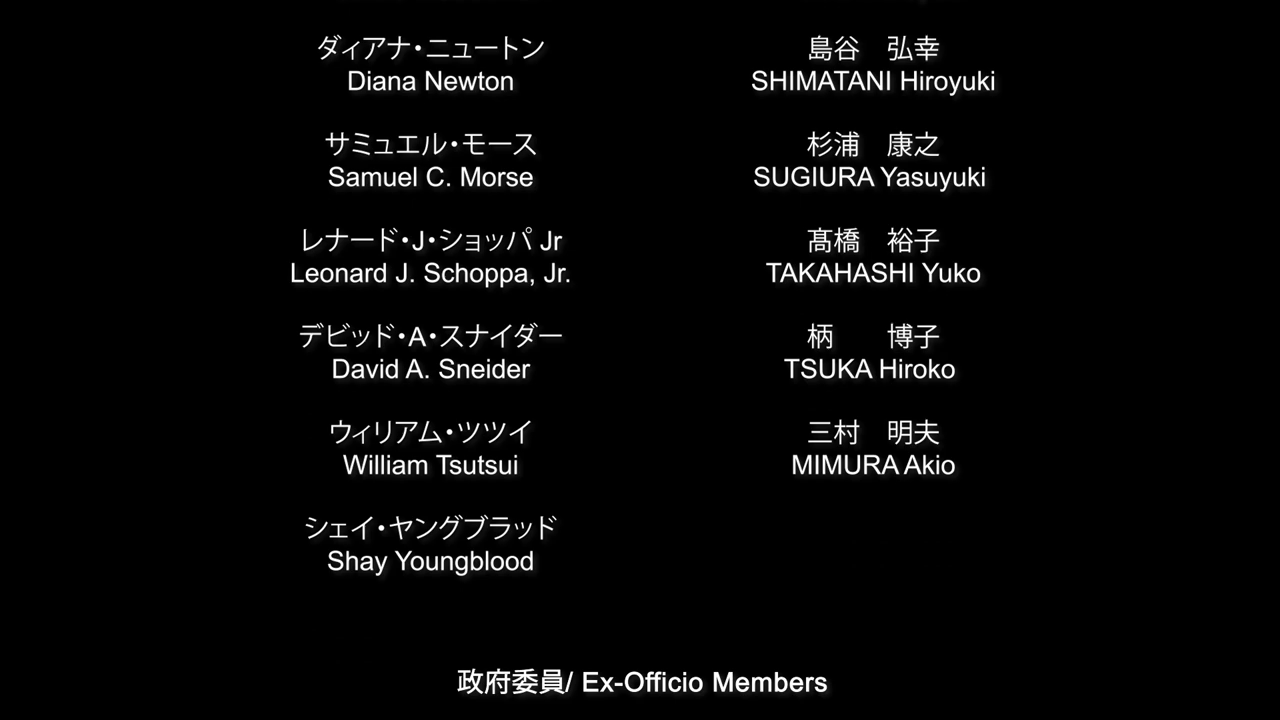 ダイアナ・ニュートン
Diana Newton
サミュエル・モース
Samuel C. Morse
レナード・J・ショッパ Jr
Leonard J. Schoppa, Jr.
デビッド・A・スナイダー
David A. Sneider
ウィリアム・ツツイ
William Tsutsui
シェイ・ヤングブラッド
Shay Youngblood
島谷　弘幸
SHIMATANI Hiroyuki
杉浦　康之
SUGIURA Yasuyuki
髙橋　裕子
TAKAHASHI Yuko
柄　　博子
TSUKA Hiroko
三村　明夫
MIMURA Akio
政府委員/ Ex-Officio Members